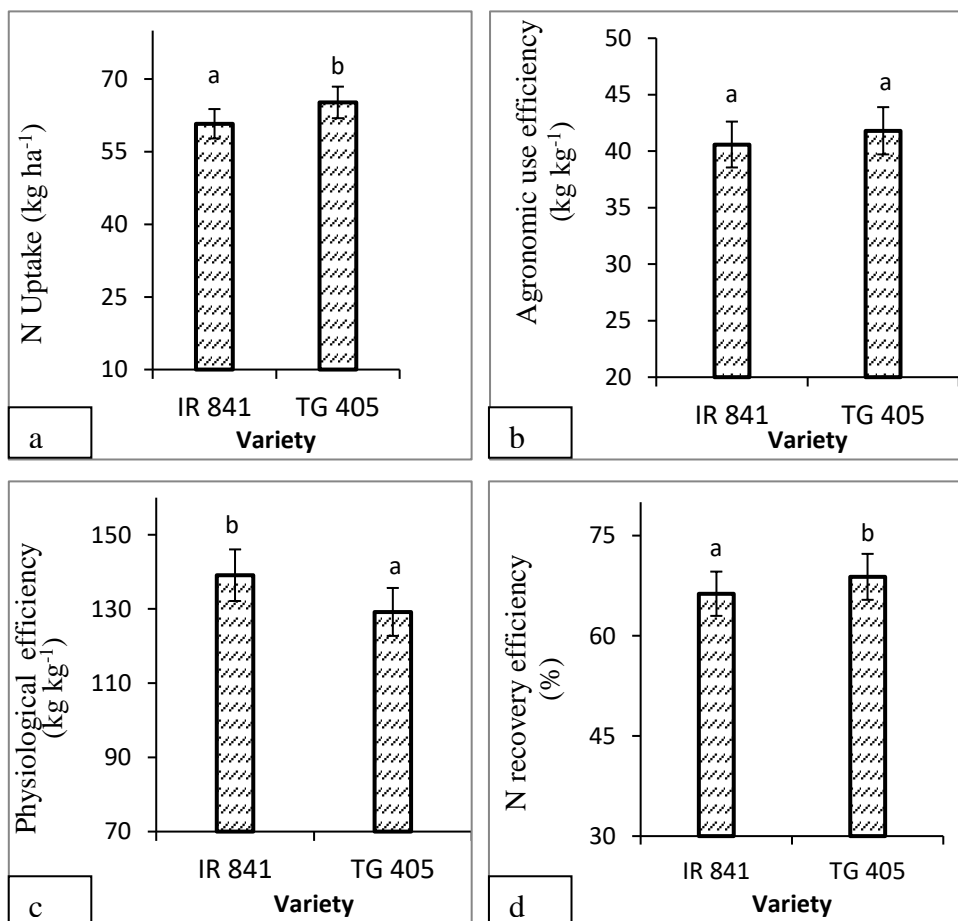 N Uptake (kg ha⁻¹)
70
55
40
25
10
a
b
IR 841
TG 405
Variety
a
Agronomic use efficiency
(kg kg⁻¹)
50
45
40
35
30
25
20
a
a
IR 841
TG 405
Variety
b
Physiological efficiency
(kg kg⁻¹)
150
130
110
90
70
b
a
IR 841
TG 405
Variety
c
N recovery efficiency
(%)
75
60
45
30
a
b
IR 841
TG 405
Variety
d